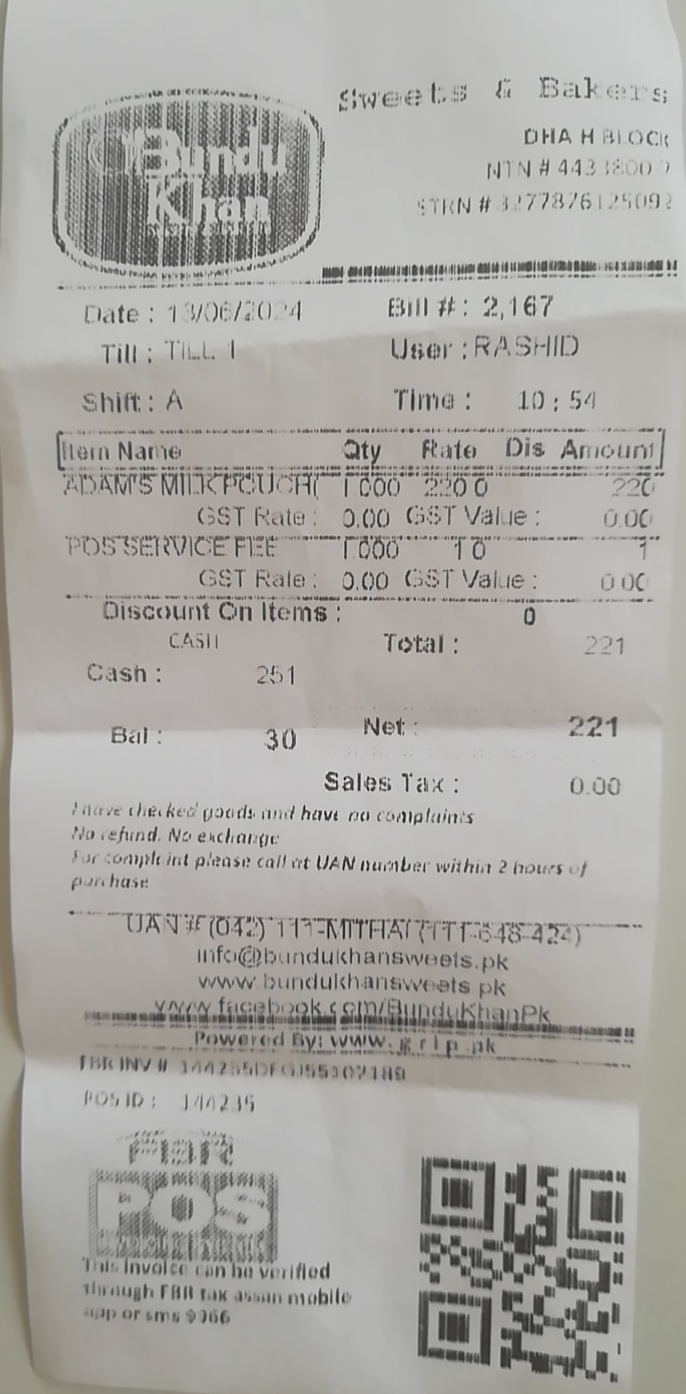 Bundu
Khan
Sweets & Bakers
DHA H BLOCK
NTN #
STRN # 3277876125092
Date : 13/06/2024 Bill #: 2,167
Till : TILL 1 User : RASHID
Shift : A Time : 10 : 54
Item Name Qty Rate Dis Amount
ADAM'S MILK POUCH( 1.000 220.0 220
GST Rate : 0.00 GST Value : 0.00
POS SERVICE FEE 1.000 1.0 1
GST Rate : 0.00 GST Value : 0.00
Discount On Items : 0
CASH Total : 221
Cash : 251
Bal : 30 Net : 221
Sales Tax : 0.00
I have checked goods and have no complaints
No refund. No exchange
For complaint please call at UAN number within 2 hours of
purchase
UAN # (042) 111-MITHAI (111-648-424)
info@bundukhansweets.pk
www.bundukhansweets.pk
www.facebook.com/BunduKhanPk
Powered By: www.grip.pk
FBR INV #
POS ID : 144235
FBR
POS
This invoice can be verified
through FBR tax asaan mobile
app or sms 9966